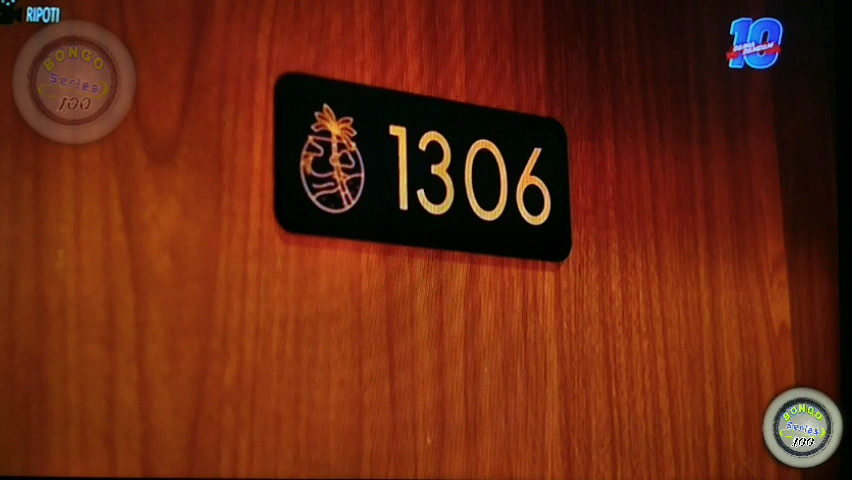 RIPOTI
BONGO
Series
100
1306
10
BONGO
Series
100